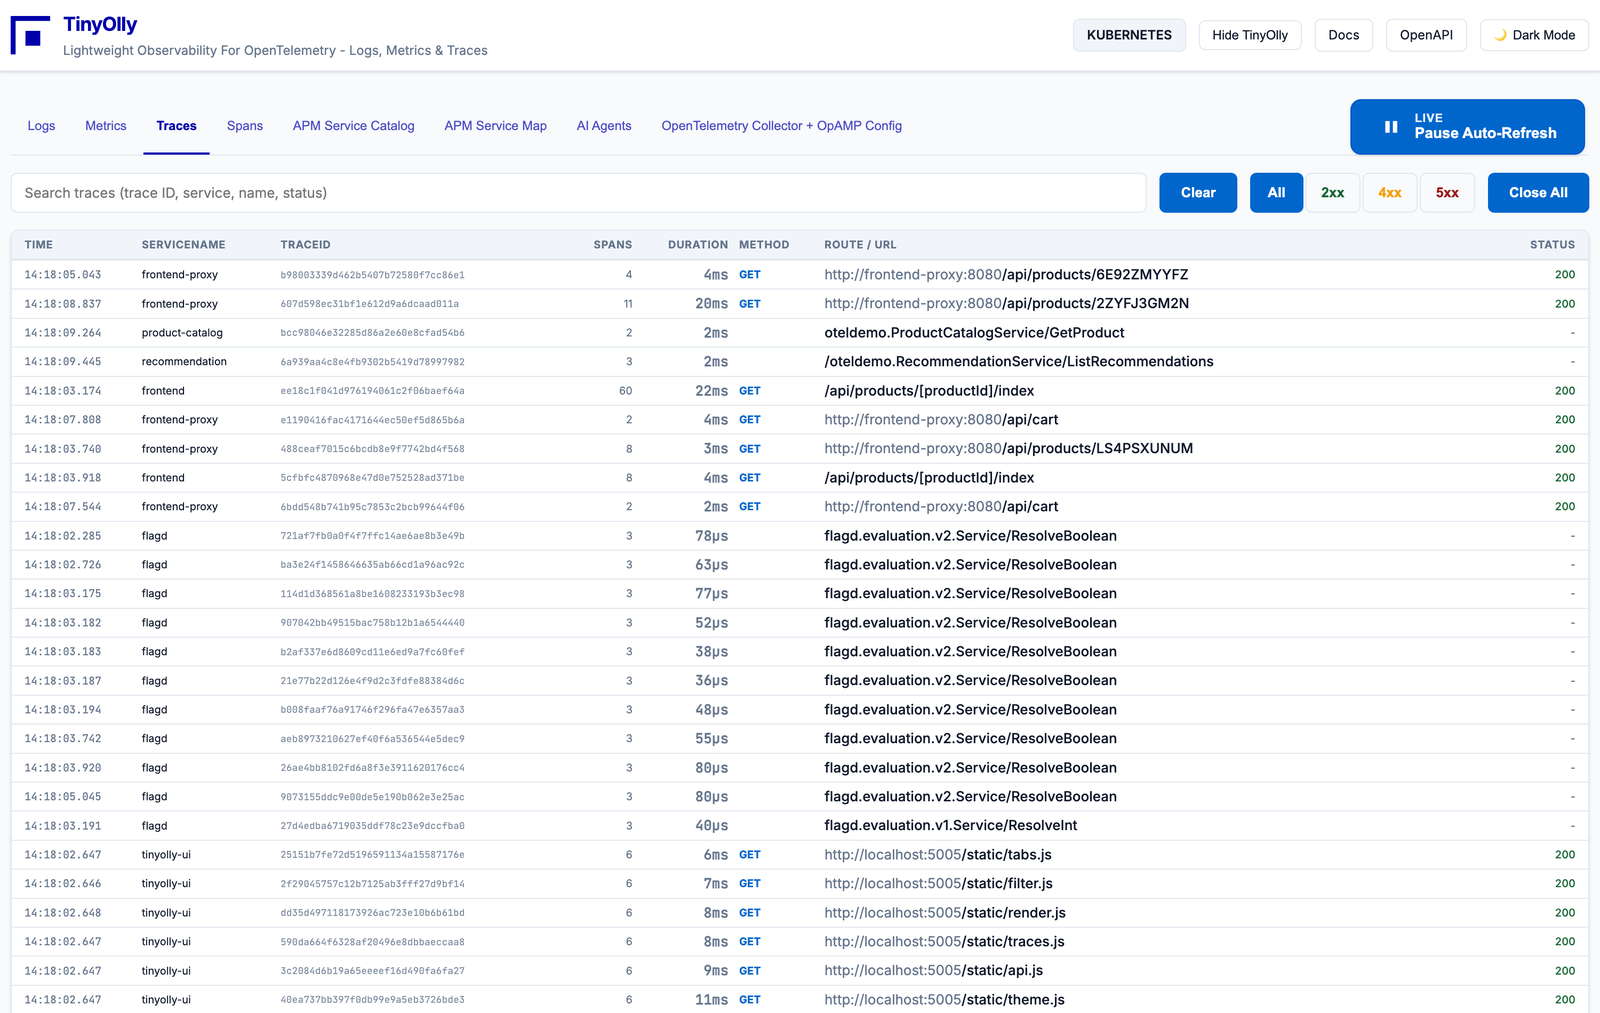 TinyOlly
Lightweight Observability For OpenTelemetry - Logs, Metrics & Traces
KUBERNETES
Hide TinyOlly
Docs
OpenAPI
🌙 Dark Mode
Logs Metrics Traces Spans APM Service Catalog APM Service Map AI Agents OpenTelemetry Collector + OpAMP Config
LIVE
Pause Auto-Refresh
Search traces (trace ID, service, name, status)
Clear All 2xx 4xx 5xx Close All
TIME SERVICENAME TRACEID SPANS DURATION METHOD ROUTE / URL STATUS
14:18:05.043 frontend-proxy b98003339d462b5407b72580f7cc86e1 4 4ms GET http://frontend-proxy:8080/api/products/6E92ZMYYFZ 200
14:18:08.837 frontend-proxy 607d598ec31bf1e612d9a6dcaad011a 11 20ms GET http://frontend-proxy:8080/api/products/2ZYFJ3GM2N 200
14:18:09.264 product-catalog bcc98046e32285d86a2e60e8cfad54b6 2 2ms oteldemo.ProductCatalogService/GetProduct -
14:18:09.445 recommendation 6a939aa4c8e4fb9302b5419d78997982 3 2ms /oteldemo.RecommendationService/ListRecommendations -
14:18:03.174 frontend ee18c1f041d976194061c2f06baef64a 60 22ms GET /api/products/[productId]/index 200
14:18:07.808 frontend-proxy e1190416fac4171644ec50ef5d865b6a 2 4ms GET http://frontend-proxy:8080/api/cart 200
14:18:03.740 frontend-proxy 488ceaf7015c6bcdb8e9f7742bd4f568 8 3ms GET http://frontend-proxy:8080/api/products/LS4PSXUNUM 200
14:18:03.918 frontend 5cfbfc4870968e47d0e752528ad371be 8 4ms GET /api/products/[productId]/index 200
14:18:07.544 frontend-proxy 6bdd548b741b95c7853c2bcb99644f06 2 2ms GET http://frontend-proxy:8080/api/cart 200
14:18:02.285 flagd 721af7fb0a0f4f7ffc14ae6ae8b3e49b 3 78μs flagd.evaluation.v2.Service/ResolveBoolean -
14:18:02.726 flagd ba3e24f1458646635ab66cd1a96ac92c 3 63μs flagd.evaluation.v2.Service/ResolveBoolean -
14:18:03.175 flagd 114d1d368561a8be1608233193b3ec98 3 77μs flagd.evaluation.v2.Service/ResolveBoolean -
14:18:03.182 flagd 907042bb49515bac758b12b1a6544440 3 52μs flagd.evaluation.v2.Service/ResolveBoolean -
14:18:03.183 flagd b2af337e6d8609cd11e6ed9a7fc60fef 3 38μs flagd.evaluation.v2.Service/ResolveBoolean -
14:18:03.187 flagd 21e77b22d126e4f9d2c3fdfe88384d6c 3 36μs flagd.evaluation.v2.Service/ResolveBoolean -
14:18:03.194 flagd b008faaf76a91746f296fa47e6357aa3 3 48μs flagd.evaluation.v2.Service/ResolveBoolean -
14:18:03.742 flagd aeb8973210627ef40f6a536544e5dec9 3 55μs flagd.evaluation.v2.Service/ResolveBoolean -
14:18:03.920 flagd 26ae4bb8102fd6a8f3e3911620176cc4 3 80μs flagd.evaluation.v2.Service/ResolveBoolean -
14:18:05.045 flagd 9073155ddc9e00de5e190b062e3e25ac 3 80μs flagd.evaluation.v2.Service/ResolveBoolean -
14:18:03.191 flagd 27d4edba6719035ddf78c23e9dccfba0 3 40μs flagd.evaluation.v1.Service/ResolveInt -
14:18:02.647 tinyolly-ui 25151b7fe72d5196591134a15587176e 6 6ms GET http://localhost:5005/static/tabs.js 200
14:18:02.646 tinyolly-ui 2f29045757c12b7125ab3fff27d9bf14 6 7ms GET http://localhost:5005/static/filter.js 200
14:18:02.648 tinyolly-ui dd35d497118173926ac723e10b6b61bd 6 8ms GET http://localhost:5005/static/render.js 200
14:18:02.647 tinyolly-ui 590da664f6328af20496e8dbbaeccaa8 6 8ms GET http://localhost:5005/static/traces.js 200
14:18:02.647 tinyolly-ui 3c2084d6b19a65eeeef16d490fa6fa27 6 9ms GET http://localhost:5005/static/api.js 200
14:18:02.647 tinyolly-ui 40ea737bb397f0db99e9a5eb3726bde3 6 11ms GET http://localhost:5005/static/theme.js 200